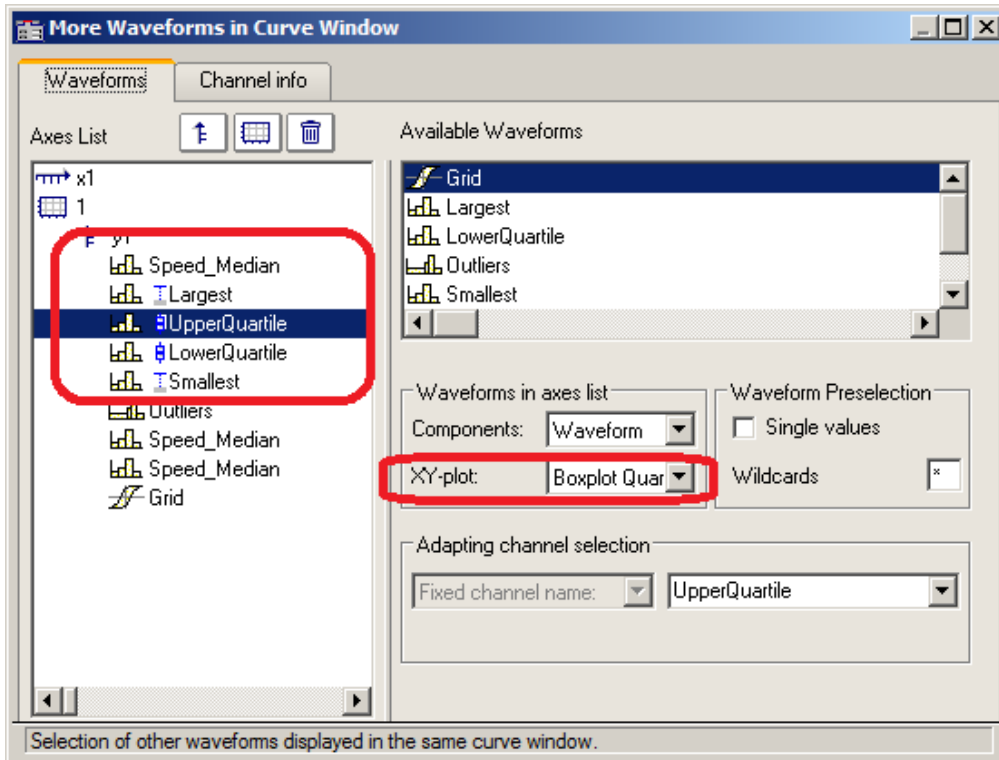 More Waveforms in Curve Window
Waveforms
Channel info
Axes List
Available Waveforms
x1
1
y1
Speed_Median
Largest
UpperQuartile
LowerQuartile
Smallest
Outliers
Speed_Median
Speed_Median
Grid
Grid
Largest
LowerQuartile
Outliers
Smallest
Waveforms in axes list
Components: Waveform
XY-plot: Boxplot Quar
Waveform Preselection
Single values
Wildcards *
Adapting channel selection
Fixed channel name: UpperQuartile
Selection of other waveforms displayed in the same curve window.